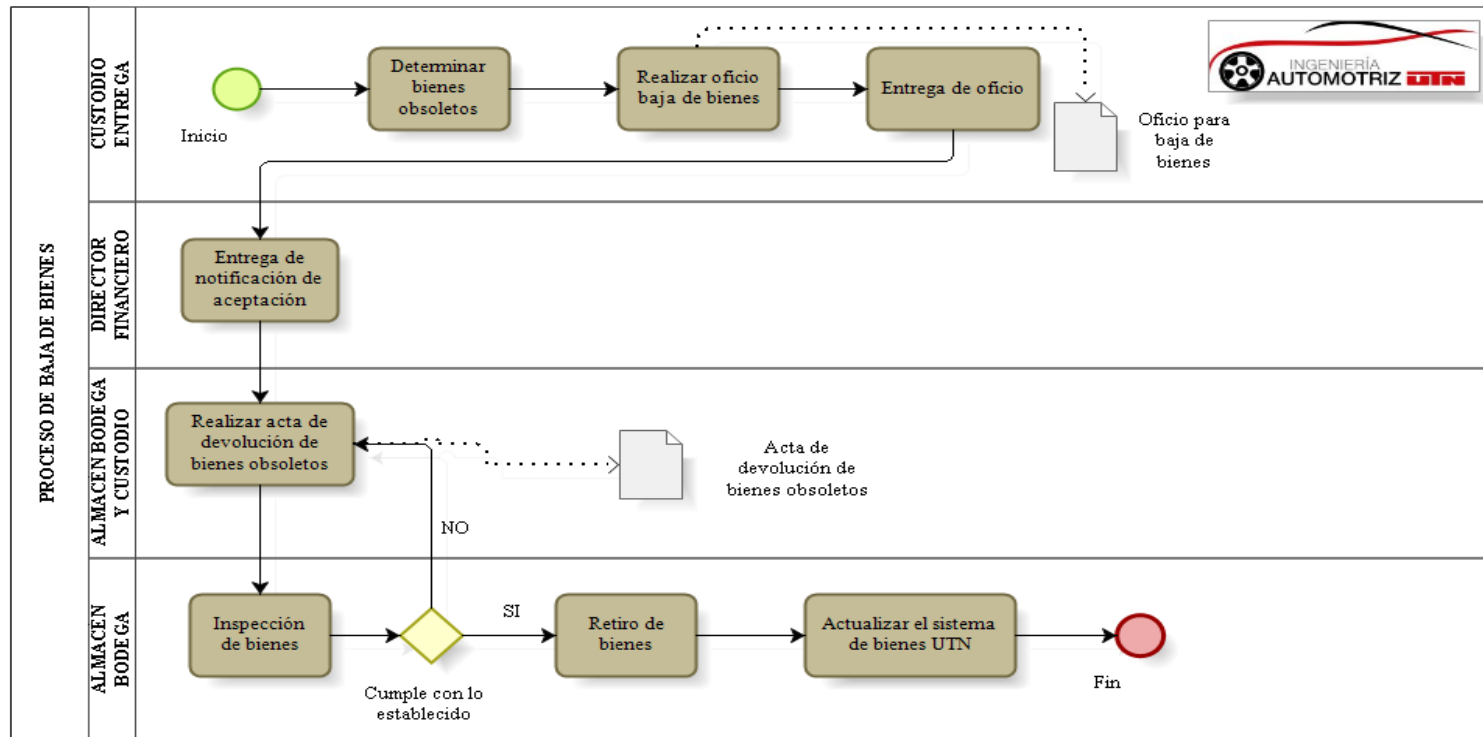 PROCESO DE BAJA DE BIENES
CUSTODIO
ENTREGA
Inicio
Determinar
bienes
obsoletos
Realizar oficio
baja de bienes
Entrega de oficio
Oficio para
baja de
bienes
INGENIERÍA
AUTOMOTRIZ UTN
DIRECTOR
FINANCIERO
Entrega de
notificación de
aceptación
ALMACEN BODEGA
Y CUSTODIO
Realizar acta de
devolución de
bienes obsoletos
Acta de
devolución de
bienes obsoletos
NO
ALMACEN
BODEGA
Inspección
de bienes
Cumple con lo
establecido
SI
Retiro de
bienes
Actualizar el sistema
de bienes UTN
Fin